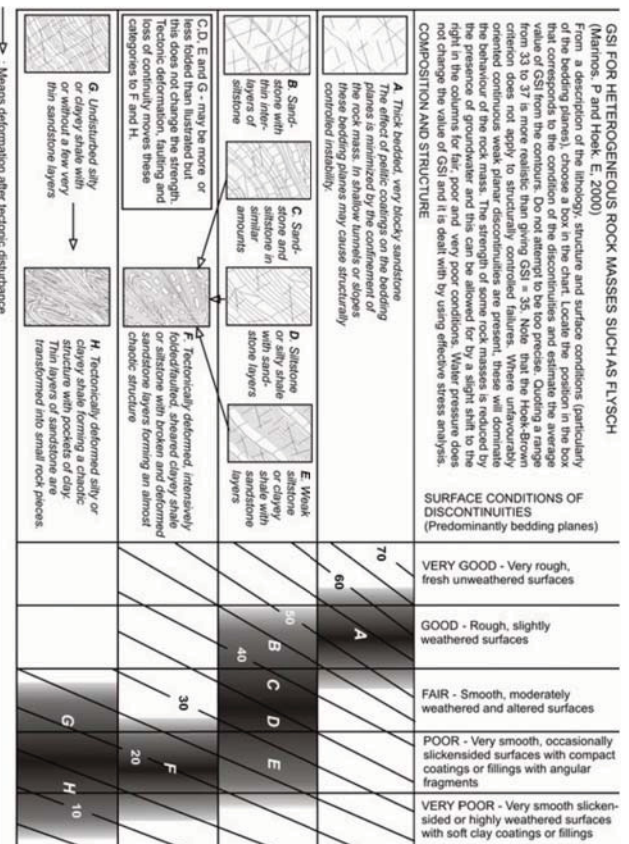 GSI FOR HETEROGENEOUS ROCK MASSES SUCH AS FLYSCH
(Marinos, P and Hoek. E, 2000)
From a description of the lithology, structure and surface conditions (particularly
of the bedding planes), choose a box in the chart. Locate the position in the box
that corresponds to the condition of the discontinuities and estimate the average
value of GSI from the contours. Do not attempt to be too precise. Quoting a range
from 33 to 37 is more realistic than giving GSI = 35. Note that the Hoek-Brown
criterion does not apply to structurally controlled failures. Where unfavourably
oriented continuous weak planar discontinuities are present, these will dominate
the behaviour of the rock mass. The strength of some rock masses is reduced by
the presence of groundwater and this can be allowed for by a slight shift to the
right in the columns for fair, poor and very poor conditions. Water pressure does
not change the value of GSI and it is dealt with by using effective stress analysis.
COMPOSITION AND STRUCTURE
SURFACE CONDITIONS OF
DISCONTINUITIES
(Predominantly bedding planes)
VERY GOOD - Very rough,
fresh unweathered surfaces
GOOD - Rough, slightly
weathered surfaces
FAIR - Smooth, moderately
weathered and altered surfaces
POOR - Very smooth, occasionally
slickensided surfaces with compact
coatings or fillings with angular
fragments
VERY POOR - Very smooth slicken-
sided or highly weathered surfaces
with soft clay coatings or fillings
A. Thick bedded, very blocky sandstone
The effect of pelitic coatings on the bedding
planes is minimized by the confinement of
the rock mass. In shallow tunnels or slopes
these bedding planes may cause structurally
controlled instability.
70
60
A
B. Sand-
stone with
thin inter-
layers of
siltstone
C. Sand-
stone and
siltstone in
similar
amounts
D. Siltstone
or silty shale
with sand-
stone layers
E. Weak
siltstone
or clayey
shale with
sandstone
layers
50
40
B
C
D
E
C,D, E and G - may be more or
less folded than illustrated but
this does not change the strength.
Tectonic deformation, faulting and
loss of continuity moves these
categories to F and H.
F. Tectonically deformed, intensively
folded/faulted, sheared clayey shale
or siltstone with broken and deformed
sandstone layers forming an almost
chaotic structure
30
20
F
G. Undisturbed silty
or clayey shale with
or without a few very
thin sandstone layers
H. Tectonically deformed silty or
clayey shale forming a chaotic
structure with pockets of clay.
Thin layers of sandstone are
transformed into small rock pieces.
G
H
10
: Means deformation after tectonic disturbance